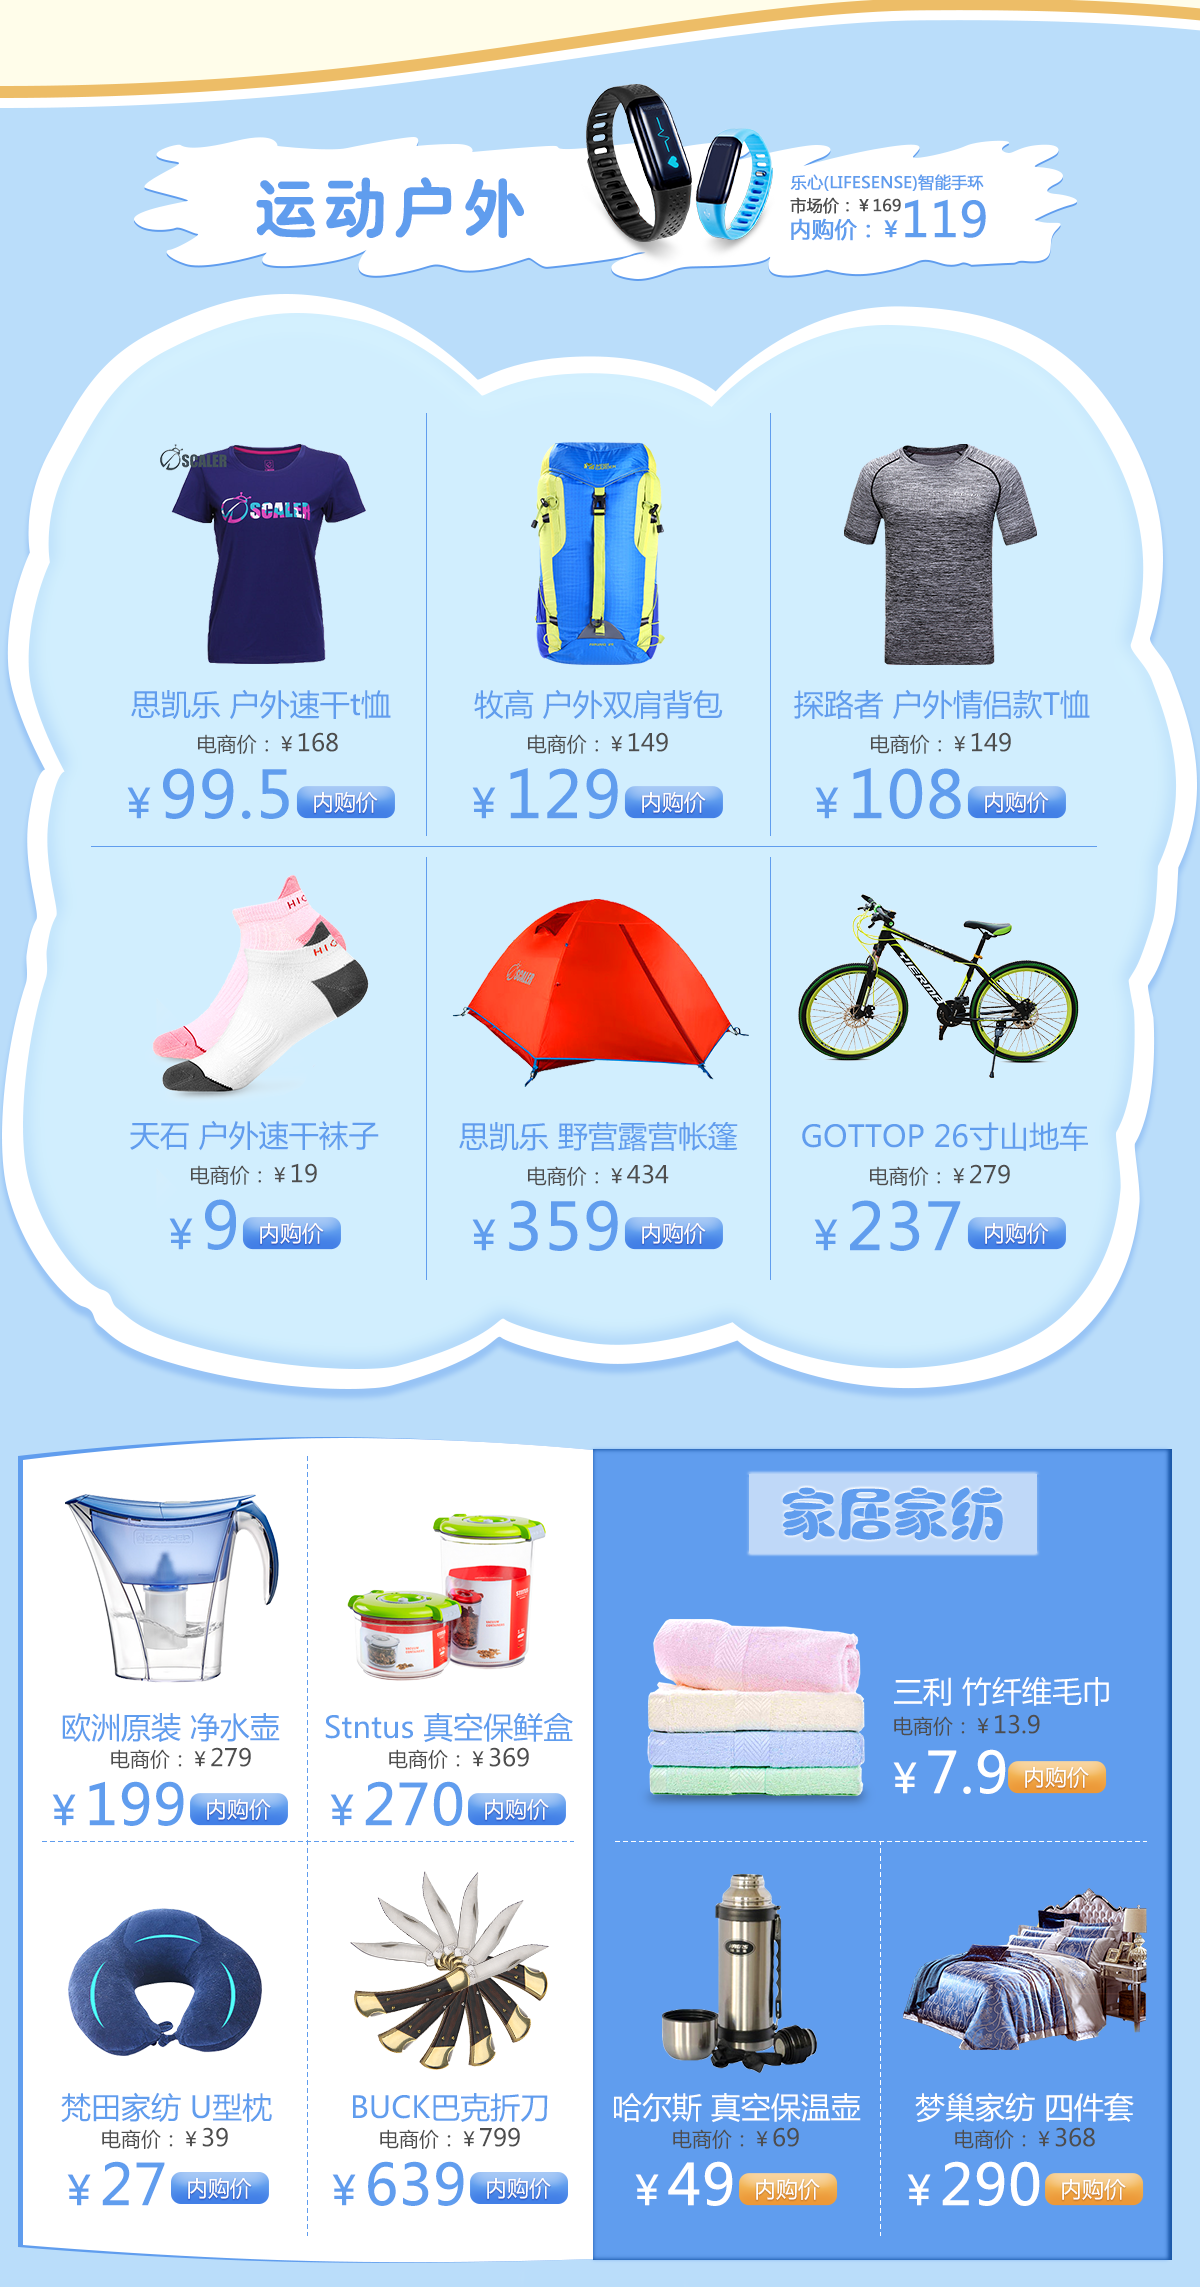 运动户外
乐心(LIFESENSE)智能手环
市场价：¥169
内购价：¥119
SCALER
SCALER
思凯乐 户外速干t恤
电商价：¥168
¥99.5 内购价
牧高 户外双肩背包
电商价：¥149
¥129 内购价
探路者 户外情侣款T恤
电商价：¥149
¥108 内购价
HIC
HIC
天石 户外速干袜子
电商价：¥19
¥9 内购价
SCALER
思凯乐 野营露营帐篷
电商价：¥434
¥359 内购价
GOTTOP 26寸山地车
电商价：¥279
¥237 内购价
家居家纺
欧洲原装 净水壶
电商价：¥279
¥199 内购价
Stntus 真空保鲜盒
电商价：¥369
¥270 内购价
三利 竹纤维毛巾
电商价：¥13.9
¥7.9 内购价
梵田家纺 U型枕
电商价：¥39
¥27 内购价
BUCK巴克折刀
电商价：¥799
¥639 内购价
哈尔斯 真空保温壶
电商价：¥69
¥49 内购价
梦巢家纺 四件套
电商价：¥368
¥290 内购价